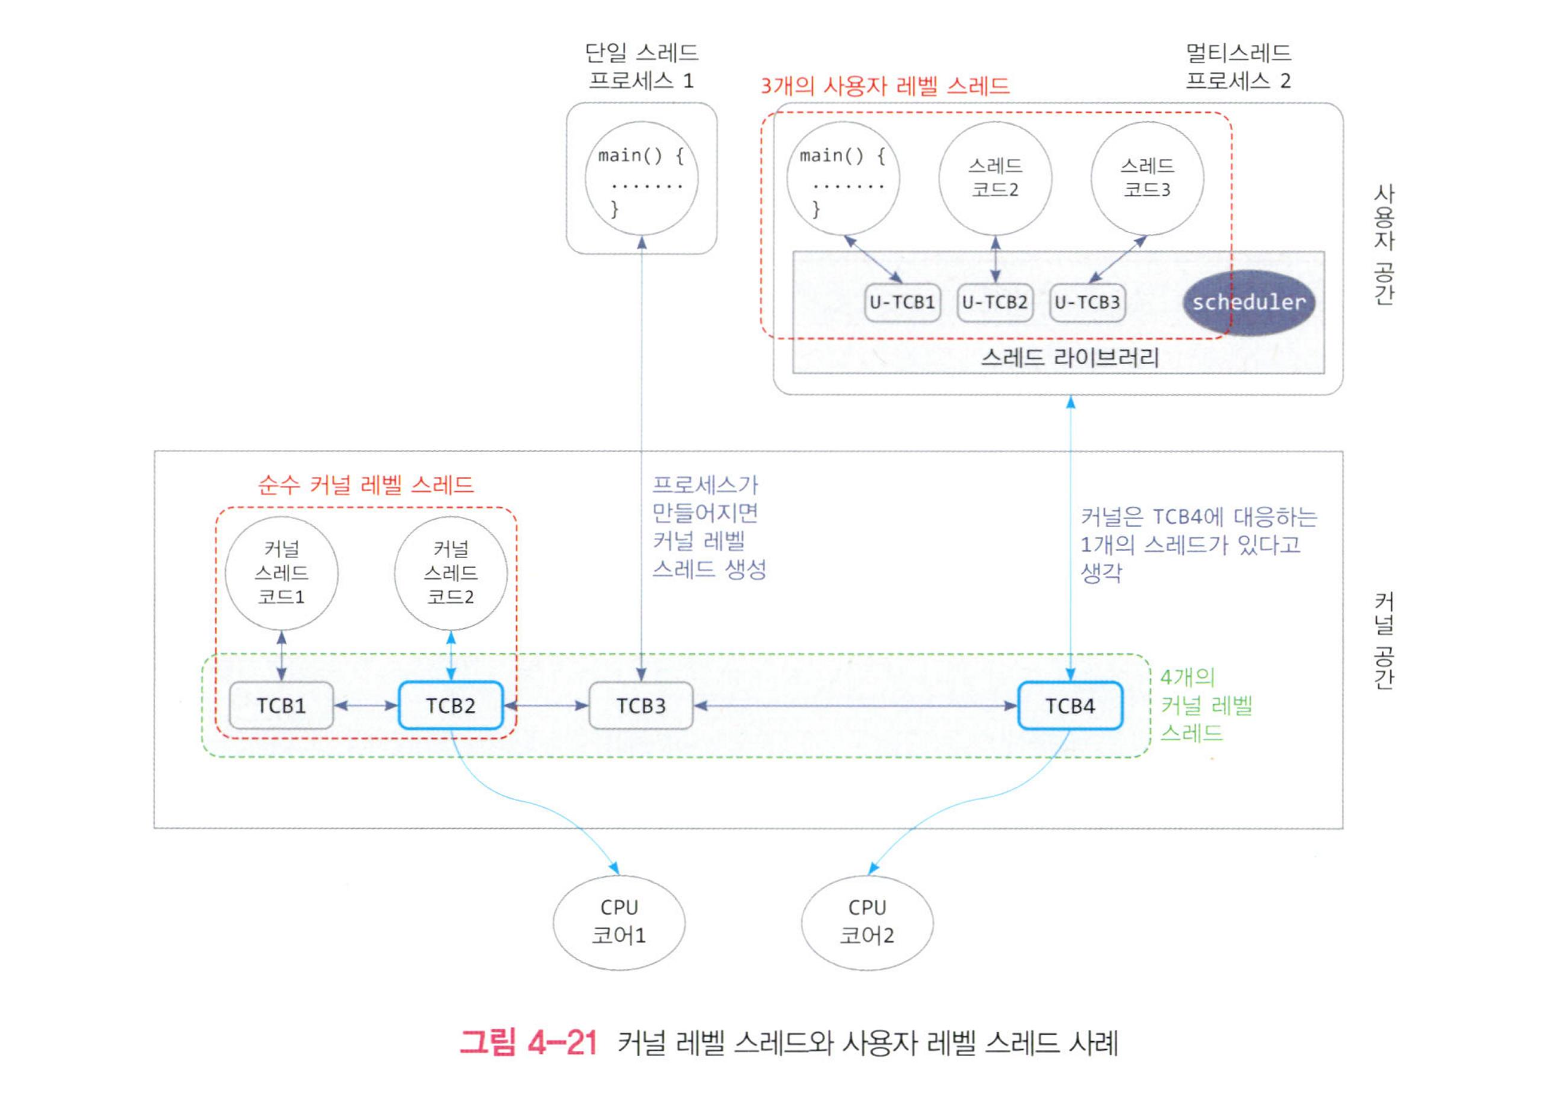 단일 스레드
프로세스 1
멀티스레드
프로세스 2
3개의 사용자 레벨 스레드
main() {
.......
}
main() {
.......
}
스레드
코드2
스레드
코드3
사용자 공간
U-TCB1
U-TCB2
U-TCB3
scheduler
스레드 라이브러리
순수 커널 레벨 스레드
프로세스가
만들어지면
커널 레벨
스레드 생성
커널은 TCB4에 대응하는
1개의 스레드가 있다고
생각
커널
스레드
코드1
커널
스레드
코드2
커널 공간
TCB1
TCB2
TCB3
TCB4
4개의
커널 레벨
스레드
CPU
코어1
CPU
코어2
그림 4-21 커널 레벨 스레드와 사용자 레벨 스레드 사례